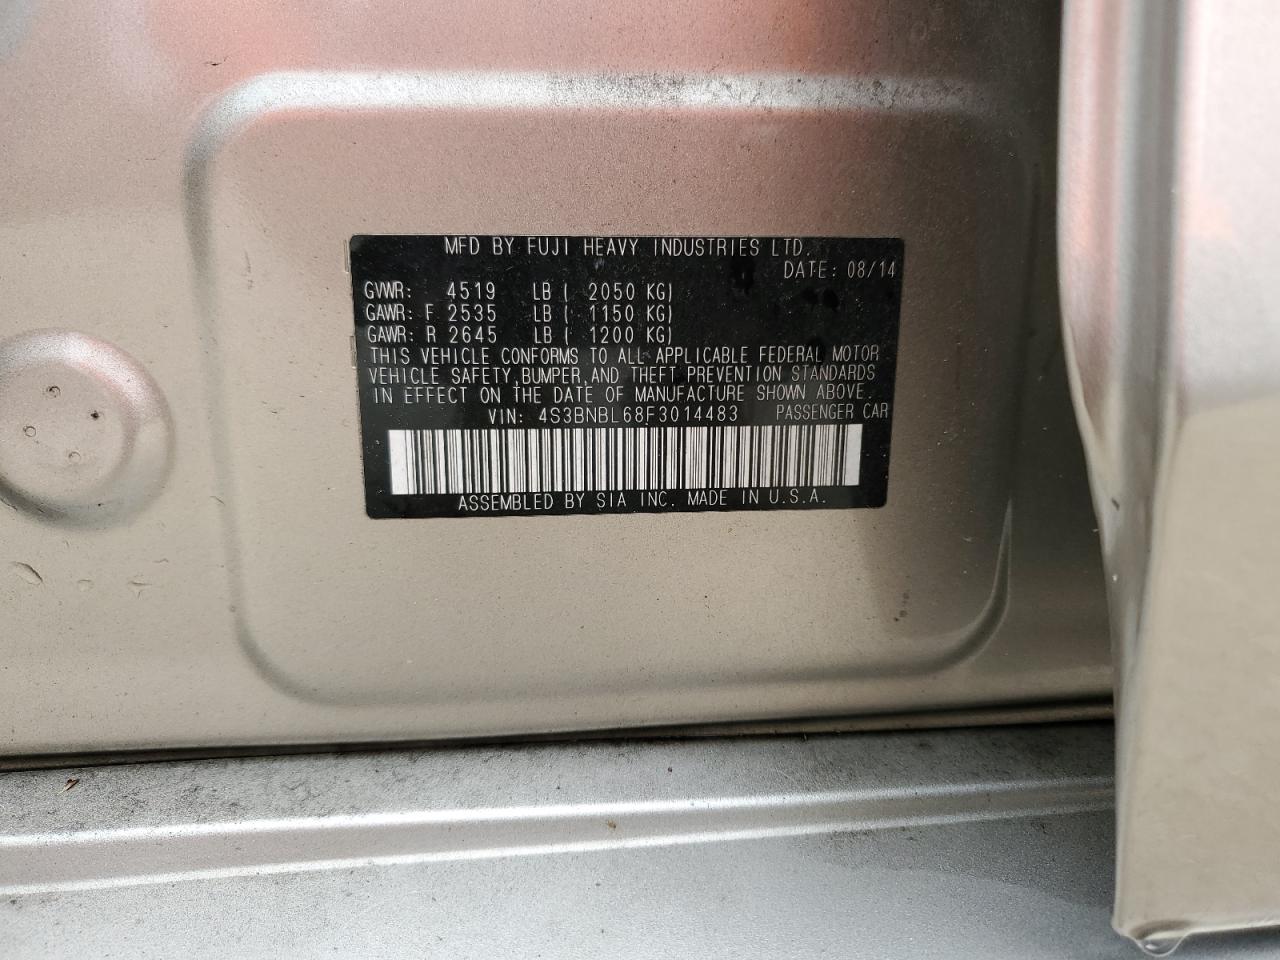 MFD BY FUJI HEAVY INDUSTRIES LTD.
DATE: 08/14
GVWR: 4519 LB ( 2050 KG)
GAWR: F 2535 LB ( 1150 KG)
GAWR: R 2645 LB ( 1200 KG)
THIS VEHICLE CONFORMS TO ALL APPLICABLE FEDERAL MOTOR
VEHICLE SAFETY,BUMPER,AND THEFT PREVENTION STANDARDS
IN EFFECT ON THE DATE OF MANUFACTURE SHOWN ABOVE.
VIN: 4S3BNBL68F3014483 PASSENGER CAR
ASSEMBLED BY SIA INC. MADE IN U.S.A.